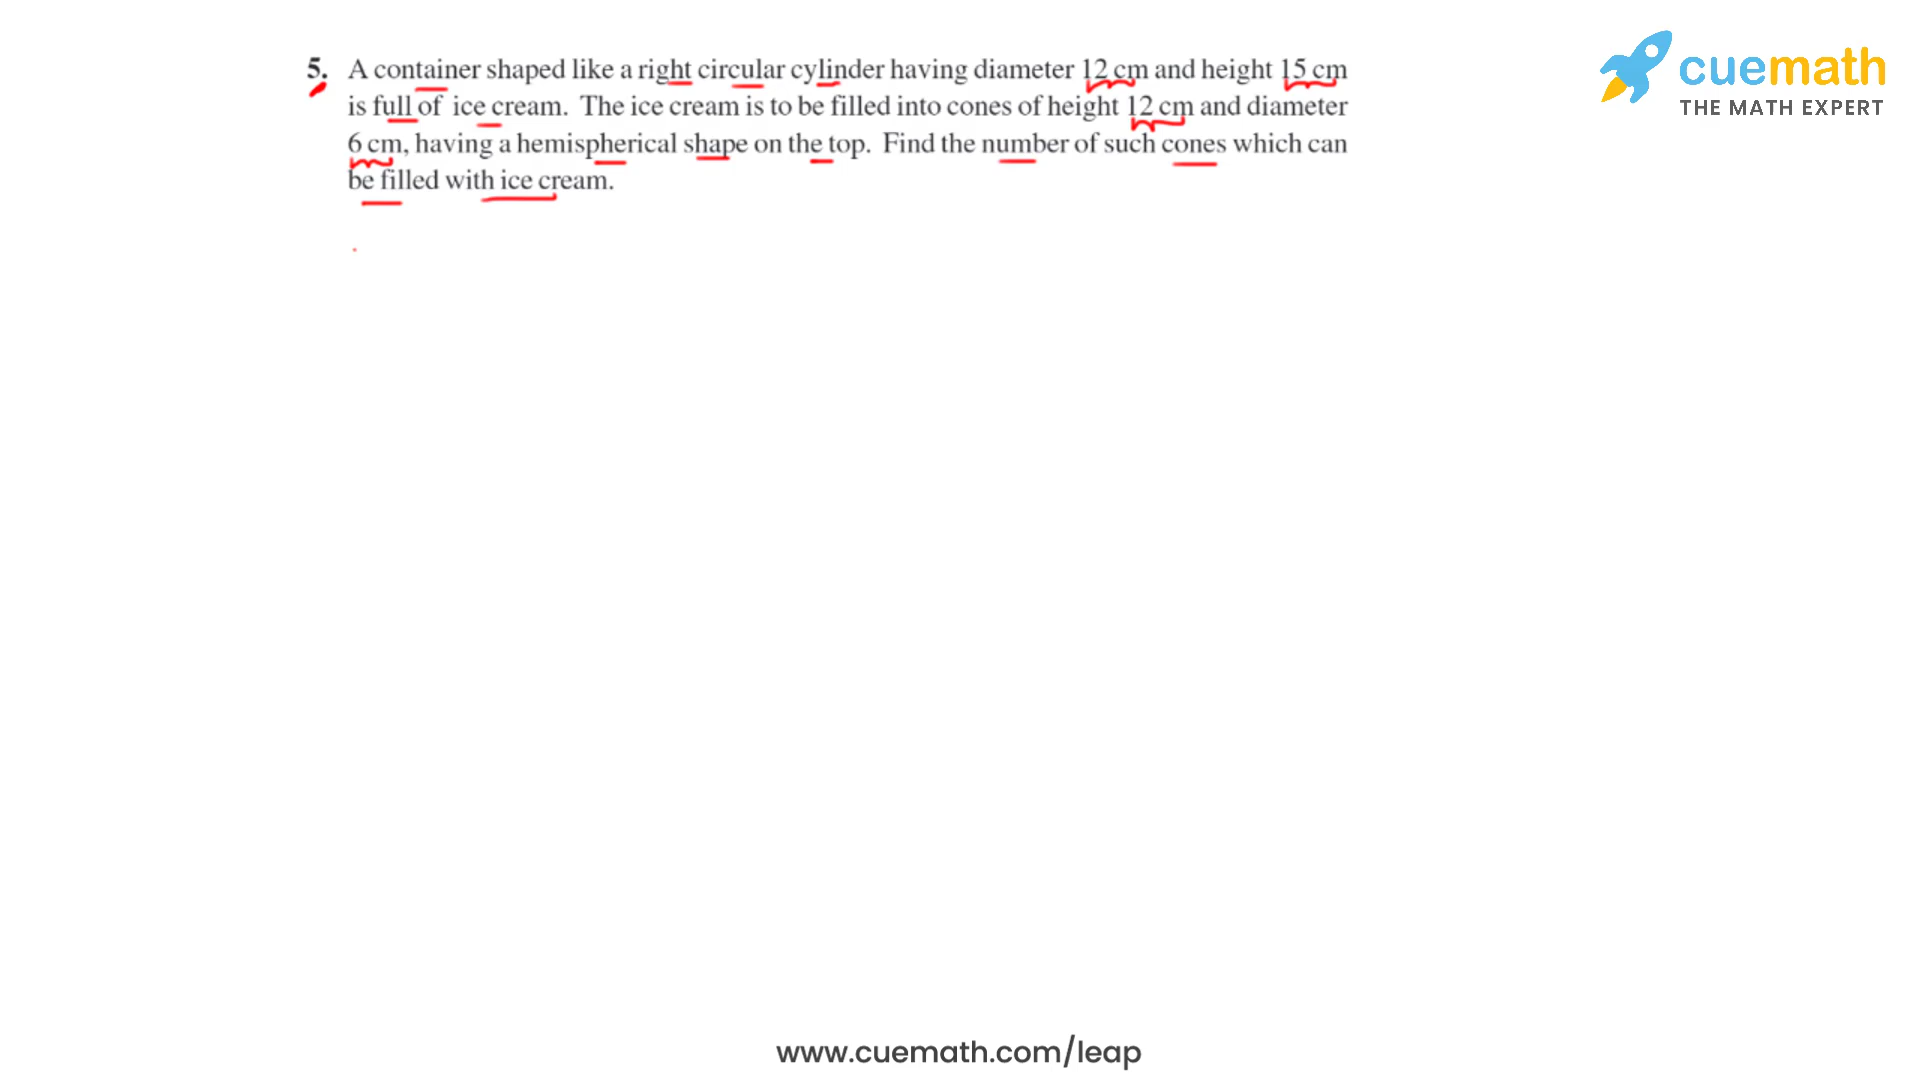 5. A container shaped like a right circular cylinder having diameter 12 cm and height 15 cm
is full of ice cream. The ice cream is to be filled into cones of height 12 cm and diameter
6 cm, having a hemispherical shape on the top. Find the number of such cones which can
be filled with ice cream.
cuemath
THE MATH EXPERT
www.cuemath.com/leap